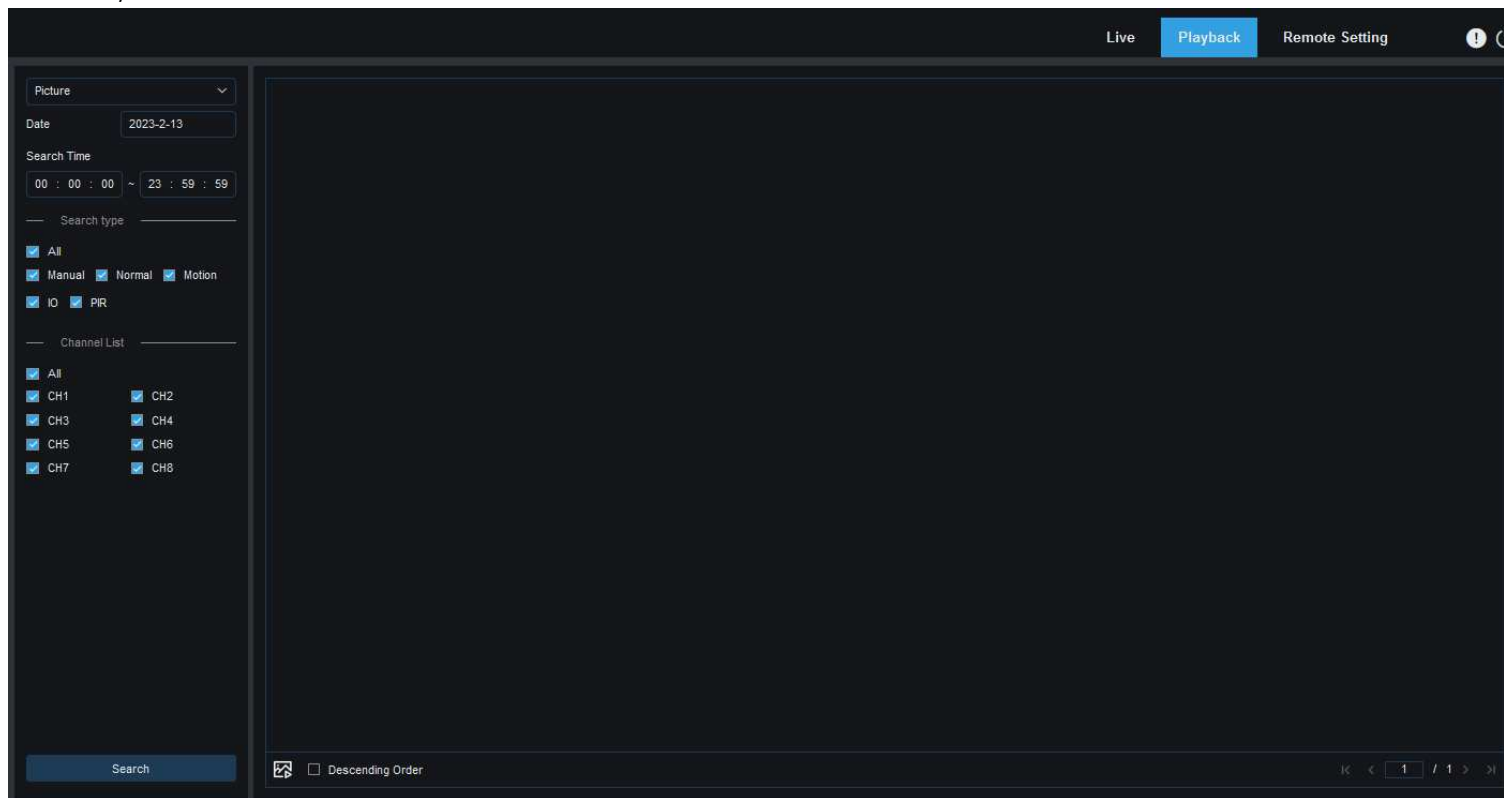 Live Playback Remote Setting
Picture
Date 2023-2-13
Search Time
00 : 00 : 00 ~ 23 : 59 : 59
Search type
All
Manual Normal Motion
IO PIR
Channel List
All
CH1 CH2
CH3 CH4
CH5 CH6
CH7 CH8
Search
Descending Order
1 / 1